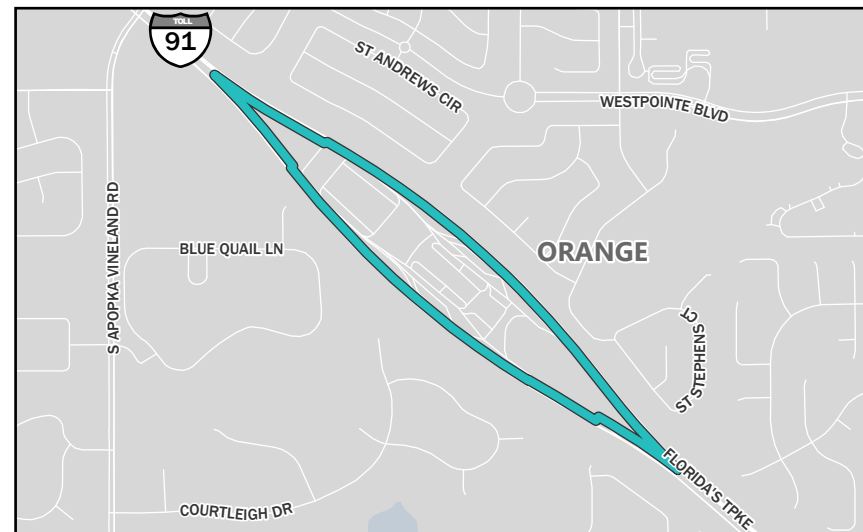 TOLL
91
ST ANDREWS CIR
WESTPOINTE BLVD
S APOPKA VINELAND RD
BLUE QUAIL LN
ORANGE
ST STEPHENS CT
FLORIDA'S TPKE
COURTLEIGH DR